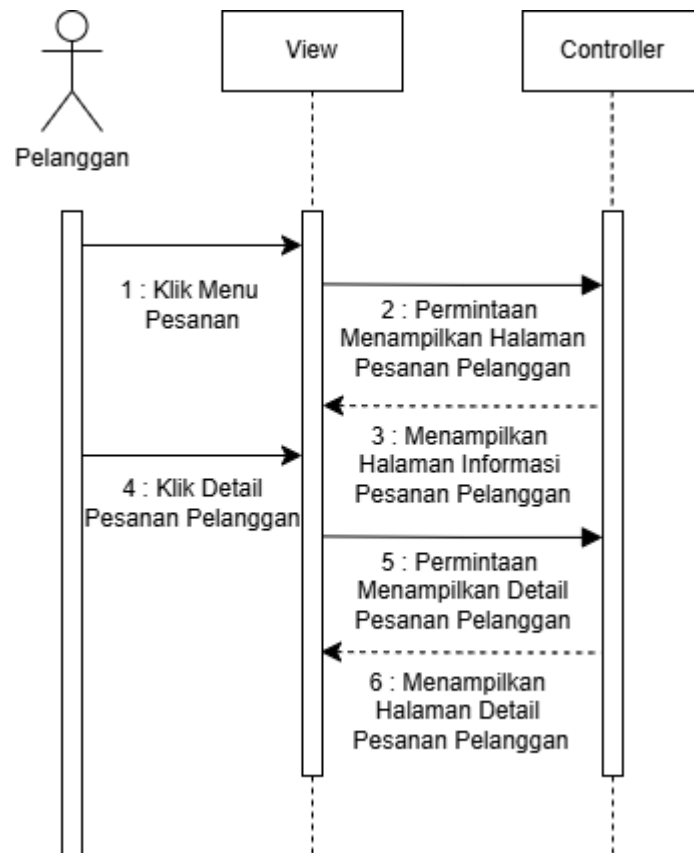 View
Controller
Pelanggan
1 : Klik Menu
Pesanan
2 : Permintaan
Menampilkan Halaman
Pesanan Pelanggan
3 : Menampilkan
Halaman Informasi
Pesanan Pelanggan
4 : Klik Detail
Pesanan Pelanggan
5 : Permintaan
Menampilkan Detail
Pesanan Pelanggan
6 : Menampilkan
Halaman Detail
Pesanan Pelanggan